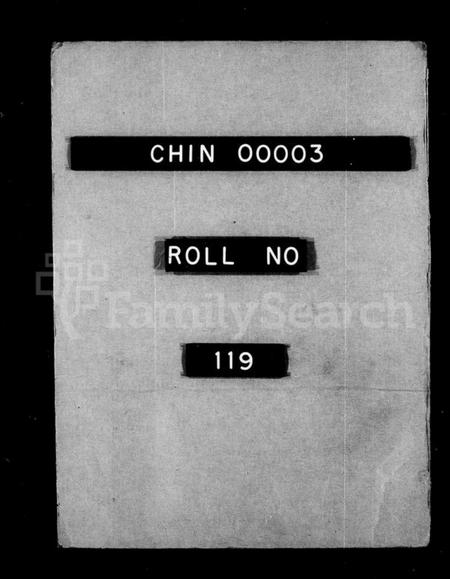 CHIN 00003
ROLL NO
FamilySearch
119